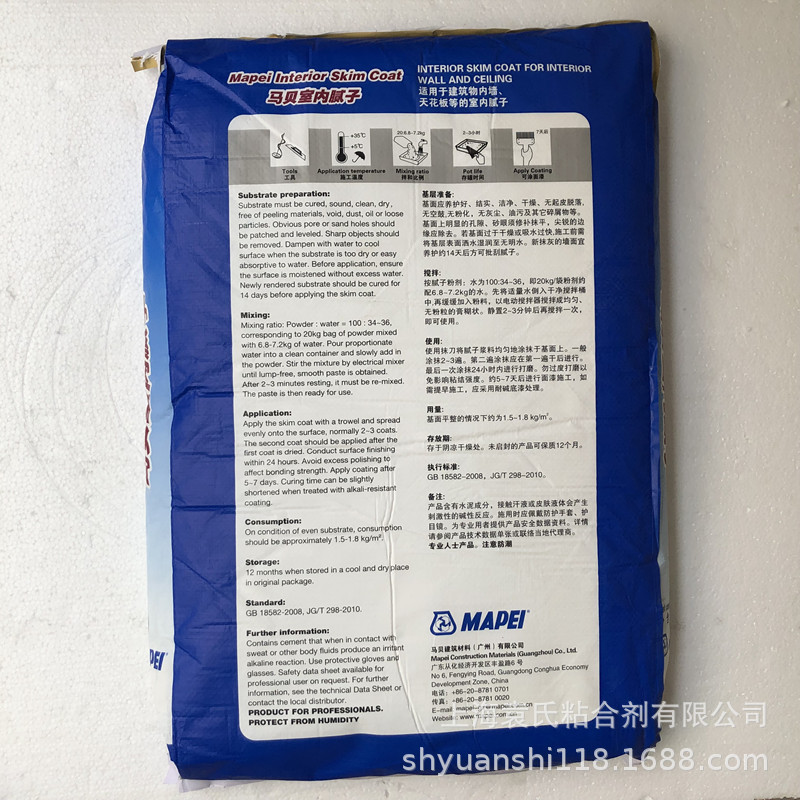 Mapei Interior Skim Coat
马贝室内腻子
INTERIOR SKIM COAT FOR INTERIOR
WALL AND CEILING
适用于建筑物内墙、
天花板等的室内腻子
+35℃
+5℃
20:6.8-7.2kg
2-3小时
7天后
Tools
工具
Application temperature
施工温度
Mixing ratio
拌和比例
Pot life
存罐时间
Apply Coating
可涂面漆
Substrate preparation:
Substrate must be cured, sound, clean, dry,
free of peeling materials, void, dust, oil or loose
particles. Obvious pore or sand holes should
be patched and leveled. Sharp objects should
be removed. Dampen with water to cool
surface when the substrate is too dry or easy
absorptive to water. Before application, ensure
the surface is moistened without excess water.
Newly rendered substrate should be cured for
14 days before applying the skim coat.
Mixing:
Mixing ratio: Powder : water = 100 : 34-36,
corresponding to 20kg bag of powder mixed
with 6.8-7.2kg of water. Pour proportionate
water into a clean container and slowly add in
the powder. Stir the mixture by electrical mixer
until lump-free, smooth paste is obtained.
After 2-3 minutes resting, it must be re-mixed.
The paste is then ready for use.
Application:
Apply the skim coat with a trowel and spread
evenly onto the surface, normally 2-3 coats.
The second coat should be applied after the
first coat is dried. Conduct surface finishing
within 24 hours. Avoid excess polishing to
affect bonding strength. Apply coating after
5-7 days. Curing time can be slightly
shortened when treated with alkali-resistant
coating.
Consumption:
On condition of even substrate, consumption
should be approximately 1.5-1.8 kg/m².
Storage:
12 months when stored in a cool and dry place
in original package.
Standard:
GB 18582-2008, JG/T 298-2010.
Further information:
Contains cement that when in contact with
sweat or other body fluids produce an irritant
alkaline reaction. Use protective gloves and
glasses. Safety data sheet available for
professional user on request. For further
information, see the technical Data Sheet or
contact the local distributor.
PRODUCT FOR PROFESSIONALS.
PROTECT FROM HUMIDITY
基层准备:
基面应养护好、结实、洁净、干燥、无起皮脱落,
无空鼓,无粉化,无灰尘、油污及其它碎屑物等。
基面上明显的孔隙、砂眼须修补抹平，尖锐的边
缘应除去。若基面过于干燥或吸水过快,施工前需
将基层表面洒水湿润至无明水。新抹灰的墙面宜
养护约14天后方可批刮腻子。
搅拌:
按腻子粉剂：水为100:34-36，即20kg/袋粉剂约
配6.8-7.2kg的水。先将适量水倒入干净搅拌桶
中,再缓缓加入粉料，以电动搅拌器搅拌成均匀、
无粉粒的膏糊状。静置2-3分钟后再搅拌一次，
即可使用。
使用:
使用抹刀将腻子浆料均匀地涂抹于基面上。一般
涂抹2-3遍。第二遍涂抹应在第一遍干后进行。
最后一次涂抹24小时内进行打磨。勿过度打磨以
免影响粘结强度。约5-7天后进行面漆施工，如
需提早施工，应采用耐碱底漆处理。
用量:
基面平整的情况下约为1.5-1.8 kg/m²。
存放期:
存于阴凉干燥处。未启封的产品可保质12个月。
执行标准:
GB 18582-2008, JG/T 298-2010.
备注:
产品含有水泥成分，接触汗液或皮肤液体会产生
刺激性的碱性反应。施用时应佩戴防护手套、护
目镜。为专业用者提供产品安全数据资料。详情
请参阅产品技术数据单张或联络当地代理商。
专业人士产品。注意防潮
MAPEI
马贝建筑材料（广州）有限公司
Mapei Construction Materials (Guangzhou) Co., Ltd.
广东从化经济开发区丰盈路6号
No 6, Fengying Road, Guangdong Conghua Economy
Development Zone, China
电话：+86-20-8781 0701
传真：+86-20-8781 0020
E-mail:
Website:
MAPEI
上海袁氏粘合剂有限公司
shyuanshi118.1688.com